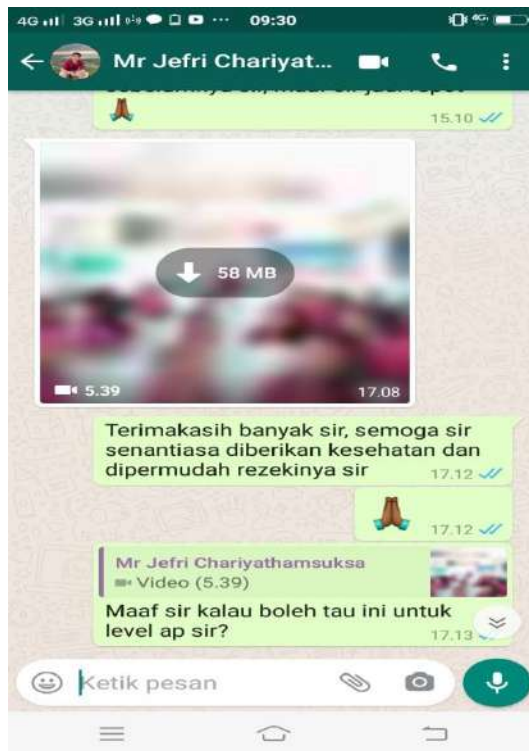 4G 3G ... 09:30 4G
Mr Jefri Chariyat...
15.10
58 MB
5.39 17.08
Terimakasih banyak sir, semoga sir
senantiasa diberikan kesehatan dan
dipermudah rezekinya sir 17.12
17.12
Mr Jefri Chariyathamsuksa
Video (5.39)
Maaf sir kalau boleh tau ini untuk
level ap sir? 17.13
Ketik pesan